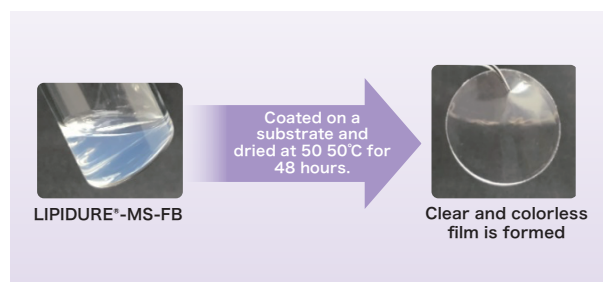 Coated on a
substrate and
dried at 50 50℃ for
48 hours.
LIPIDURE®-MS-FB
Clear and colorless
film is formed